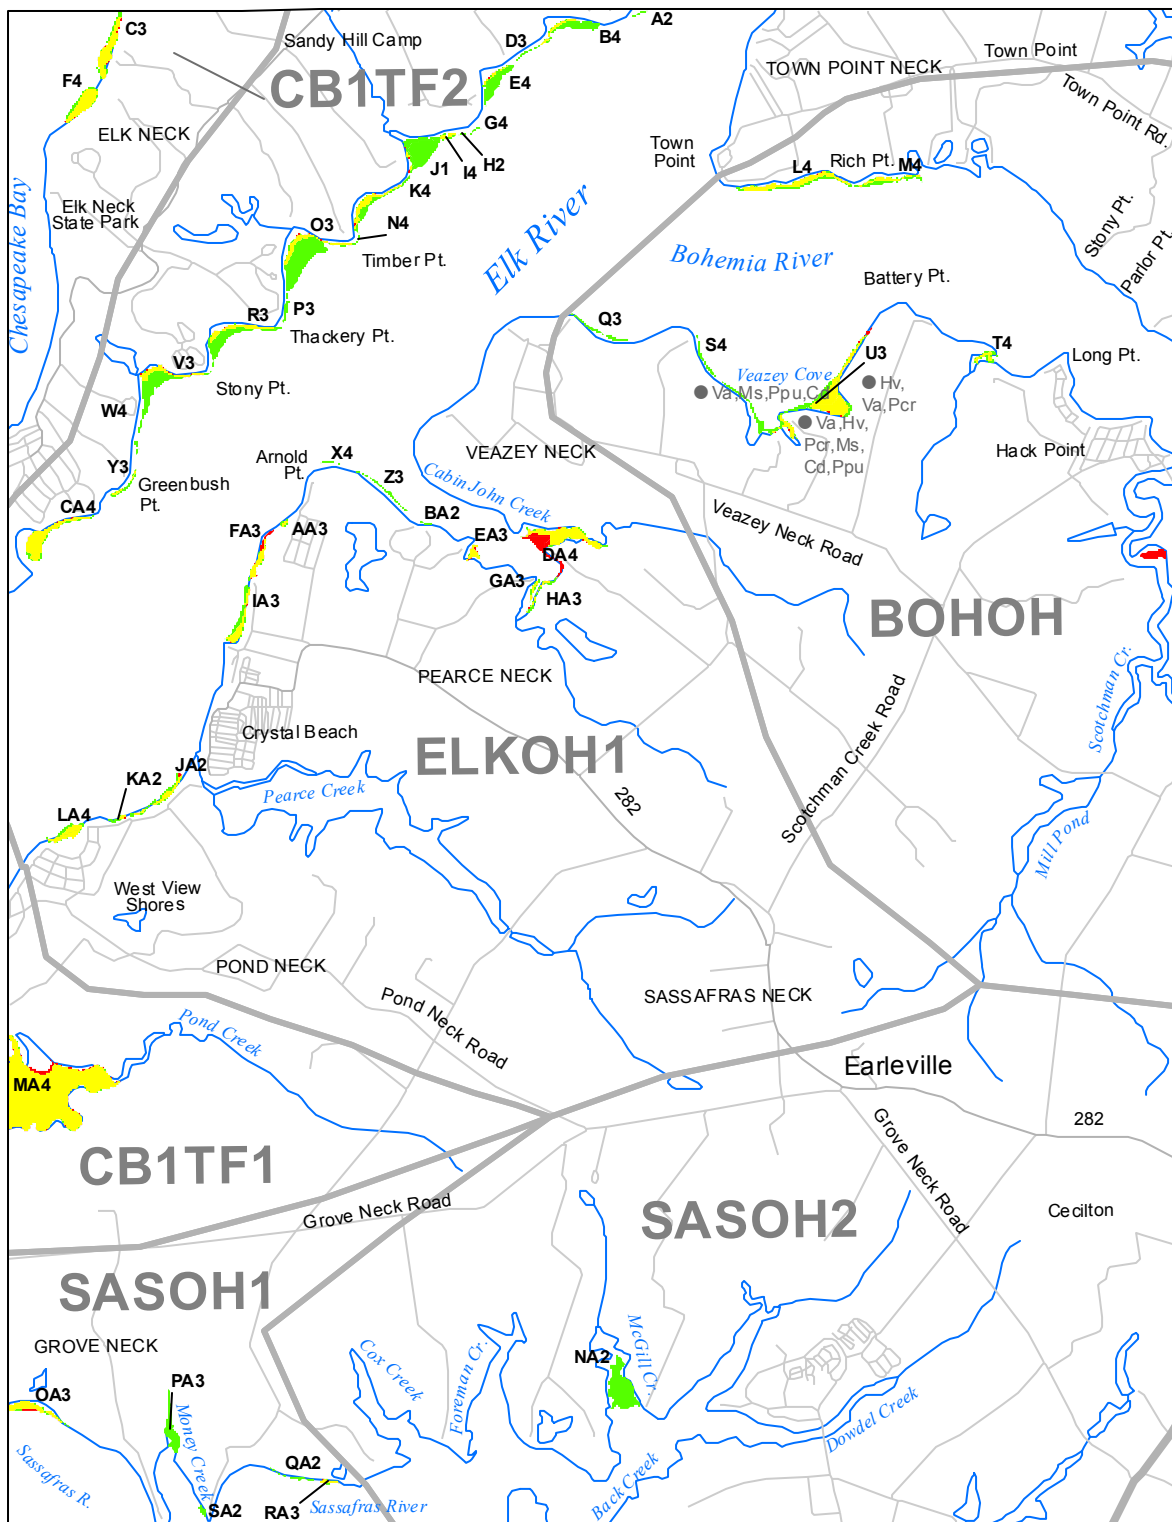 C3
Sandy Hill Camp
D3
A2
B4
TOWN POINT NECK
Town Point
F4
CB1TF2
E4
Town Point Rd.
ELK NECK
G4
Town
Point
J1
I4
H2
L4
Rich Pt.
M4
K4
Chesapeake Bay
Elk Neck
State Park
O3
N4
Timber Pt.
Elk River
Bohemia River
Stony Pt.
Parlor Pt.
Battery Pt.
P3
R3
Thackery Pt.
Q3
S4
U3
T4
Long Pt.
V3
Stony Pt.
Veazey Cove
Va,Ms,Ppu,Cd
Hv,
Va,Pcr
W4
Va,Hv,
Pcr,Ms,
Cd,Ppu
Hack Point
Arnold
Pt.
X4
VEAZEY NECK
Y3
Greenbush
Pt.
Z3
Cabin John Creek
CA4
BA2
Veazey Neck Road
FA3
AA3
EA3
DA4
GA3
HA3
IA3
BOHOH
PEARCE NECK
Scotchman Cr.
Crystal Beach
ELKOH1
Scotchman Creek Road
JA2
KA2
Pearce Creek
282
LA4
Mill Pond
West View
Shores
POND NECK
Pond Neck Road
SASSAFRAS NECK
Pond Creek
Earleville
MA4
282
Grove Neck Road
CB1TF1
Grove Neck Road
SASOH2
Cecilton
SASOH1
GROVE NECK
Cox Creek
Foreman Cr.
NA2
McGill Cr.
PA3
OA3
Money Creek
Dowdel Creek
Sassafras R.
QA2
Back Creek
SA2
RA3
Sassafras River